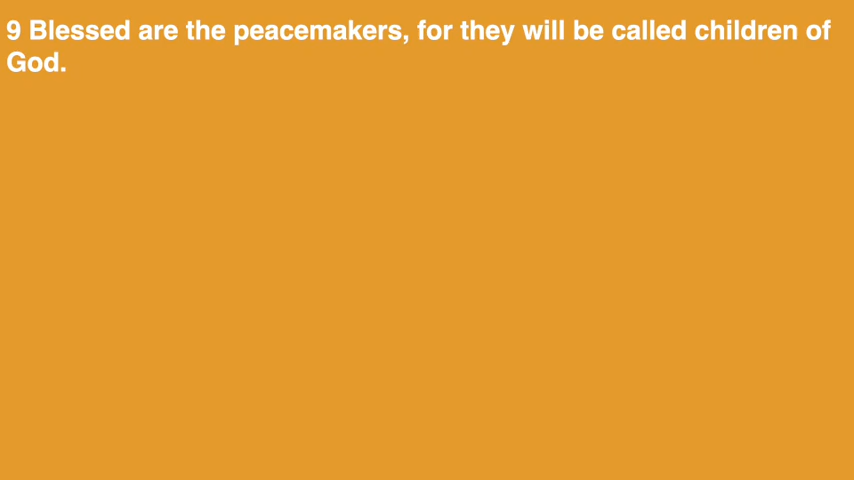 9 Blessed are the peacemakers, for they will be called children of
God.